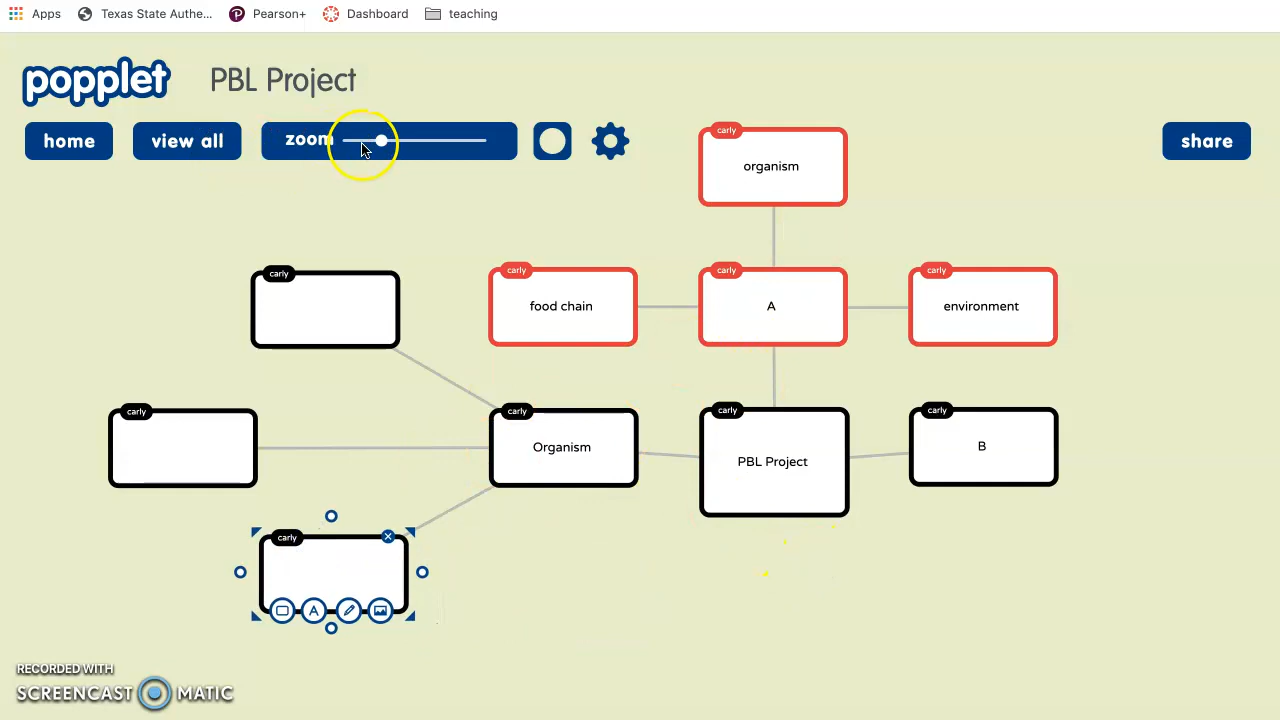 Apps Texas State Authe... Pearson+ Dashboard teaching
popplet PBL Project
home view all zoom share
carly
organism
carly
carly
food chain
carly
A
carly
environment
carly
carly
Organism
carly
PBL Project
carly
B
carly
A
RECORDED WITH
SCREENCAST MATIC